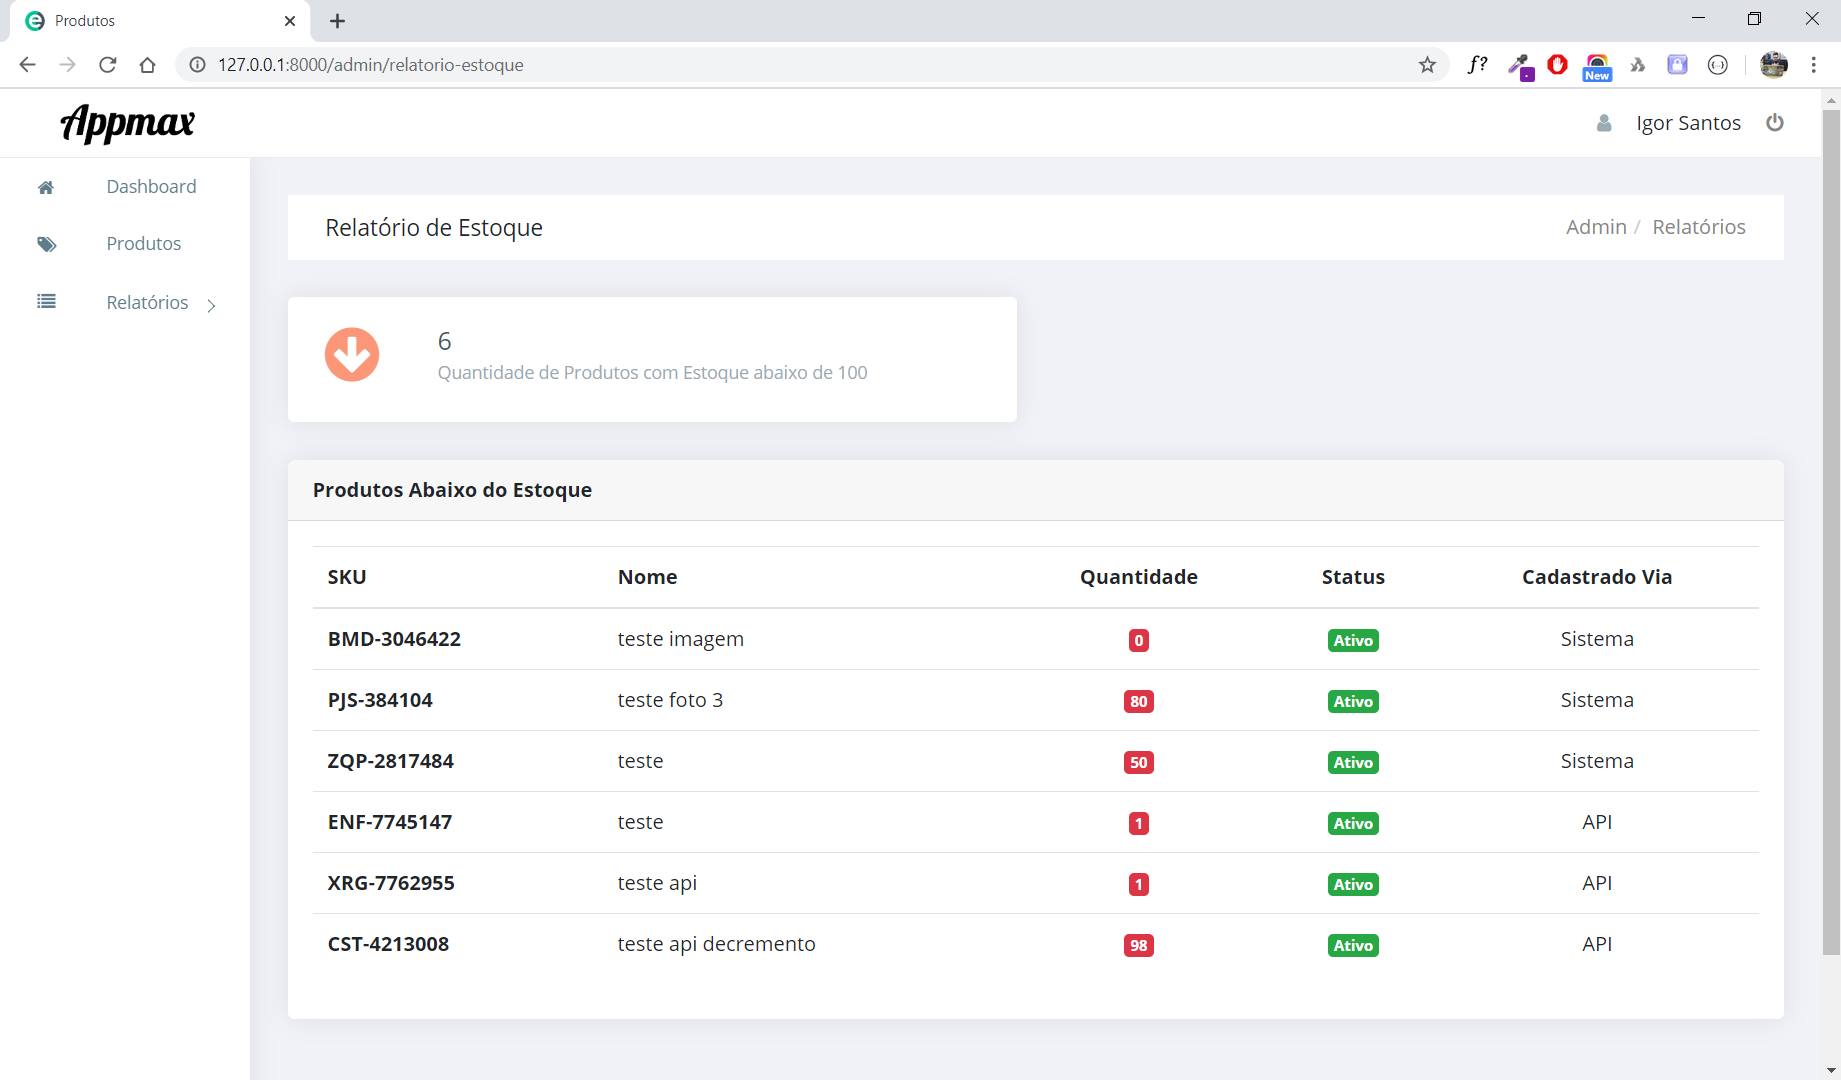 Produtos
127.0.0.1:8000/admin/relatorio-estoque
f?
New
Appmax
Igor Santos
Dashboard
Produtos
Relatórios
Relatório de Estoque
Admin / Relatórios
6
Quantidade de Produtos com Estoque abaixo de 100
Produtos Abaixo do Estoque
SKU Nome Quantidade Status Cadastrado Via
BMD-3046422 teste imagem 0 Ativo Sistema
PJS-384104 teste foto 3 80 Ativo Sistema
ZQP-2817484 teste 50 Ativo Sistema
ENF-7745147 teste 1 Ativo API
XRG-7762955 teste api 1 Ativo API
CST-4213008 teste api decremento 98 Ativo API